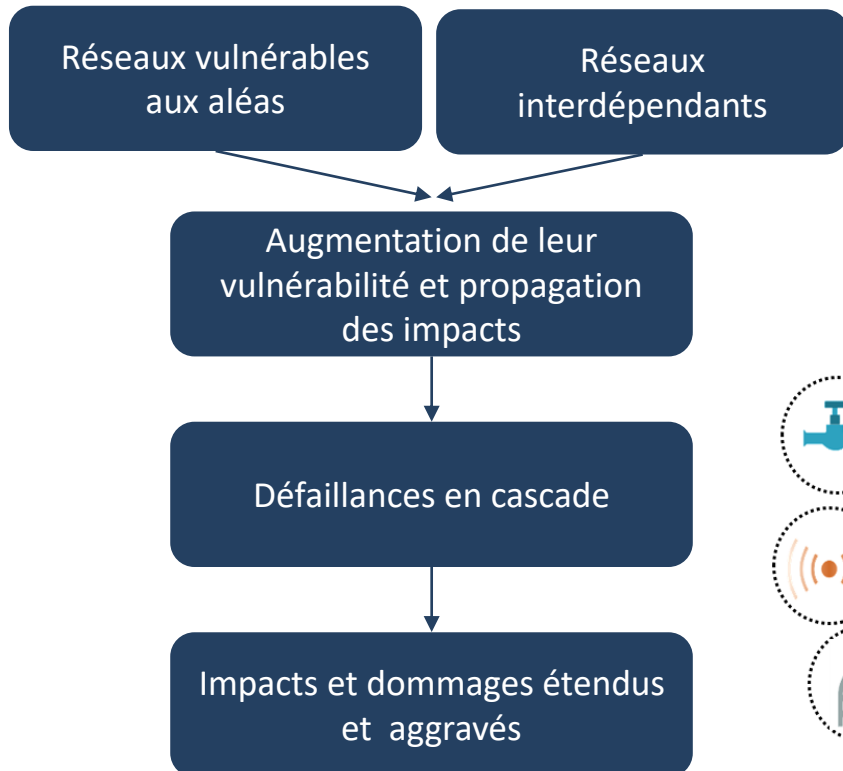 Réseaux vulnérables
aux aléas
Réseaux
interdépendants
Augmentation de leur
vulnérabilité et propagation
des impacts
Défaillances en cascade
Impacts et dommages étendus
et aggravés